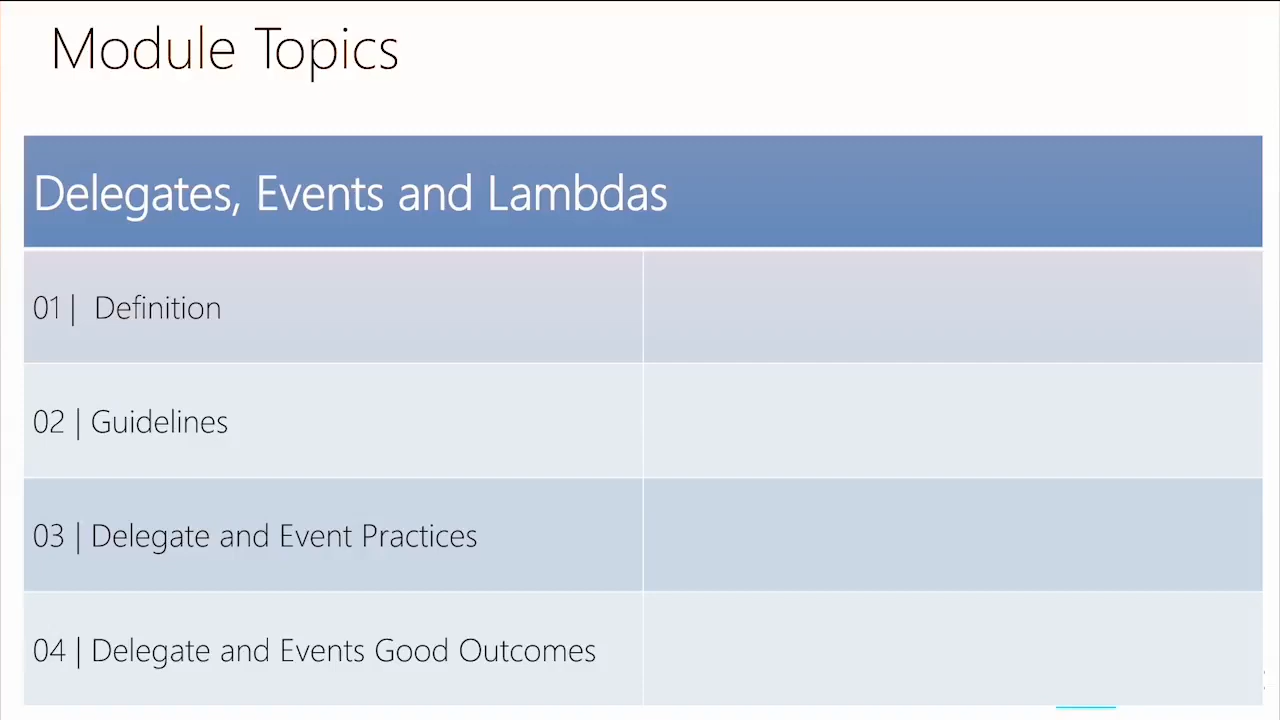 Module Topics
Delegates, Events and Lambdas
01 | Definition
02 | Guidelines
03 | Delegate and Event Practices
04 | Delegate and Events Good Outcomes